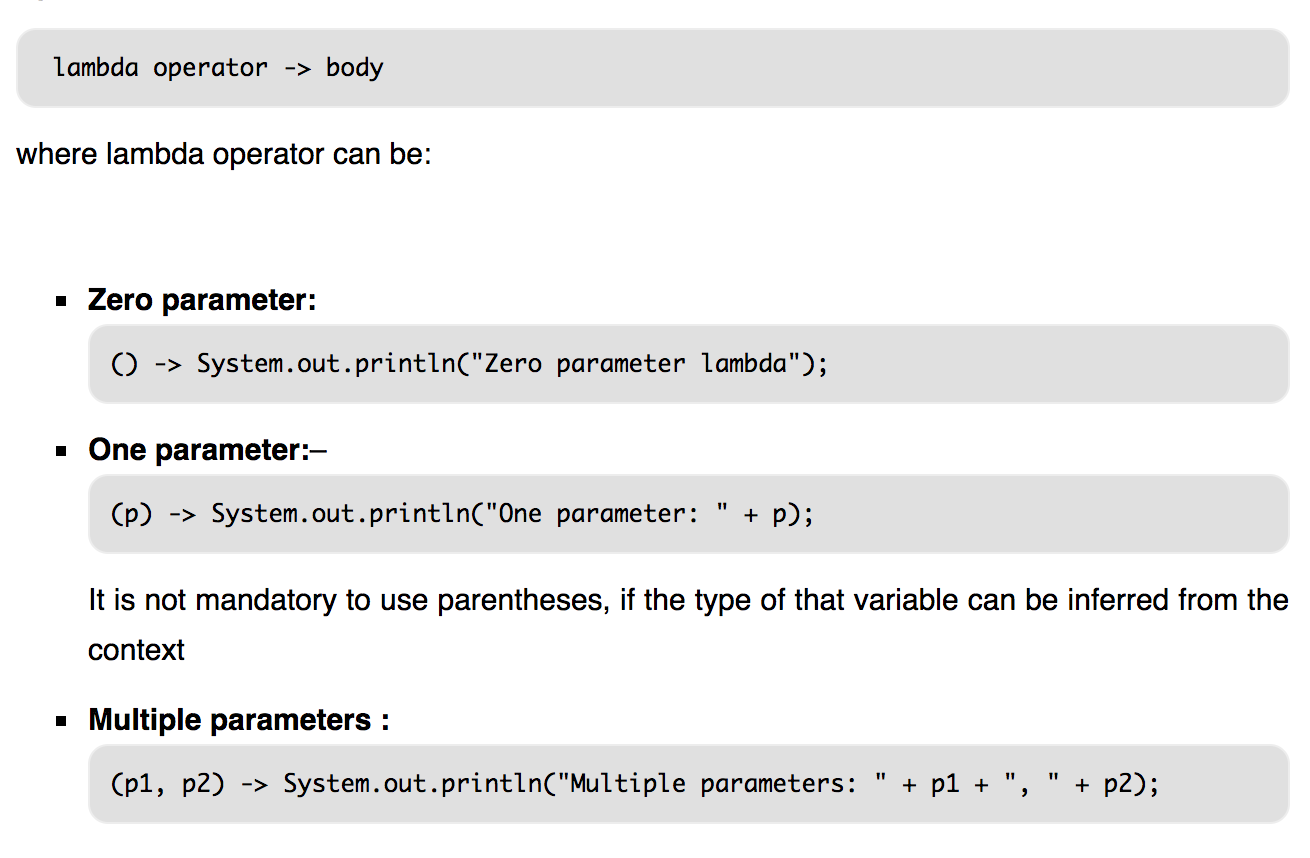 lambda operator -> body
where lambda operator can be:
Zero parameter:
() -> System.out.println("Zero parameter lambda");
One parameter:–
(p) -> System.out.println("One parameter: " + p);
It is not mandatory to use parentheses, if the type of that variable can be inferred from the
context
Multiple parameters :
(p1, p2) -> System.out.println("Multiple parameters: " + p1 + ", " + p2);